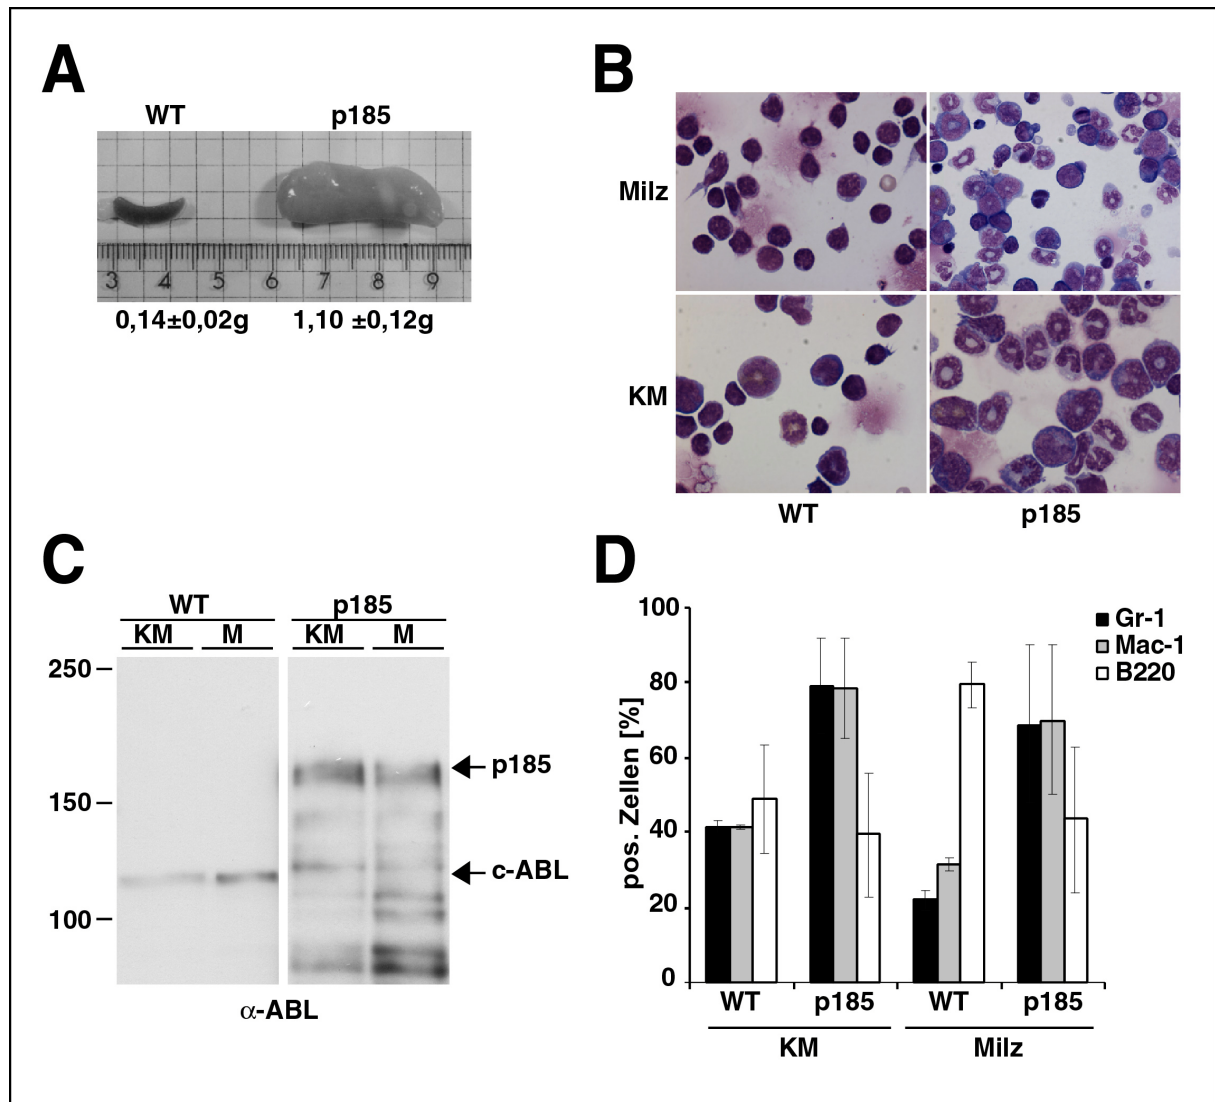 A
WT p185
3 4 5 6 7 8 9
0,14±0,02g 1,10 ±0,12g
B
Milz
KM
WT p185
C
WT p185
KM M KM M
250
150
100
p185
c-ABL
α-ABL
D
pos. Zellen [%]
100
80
60
40
20
0
Gr-1
Mac-1
B220
WT p185 WT p185
KM Milz